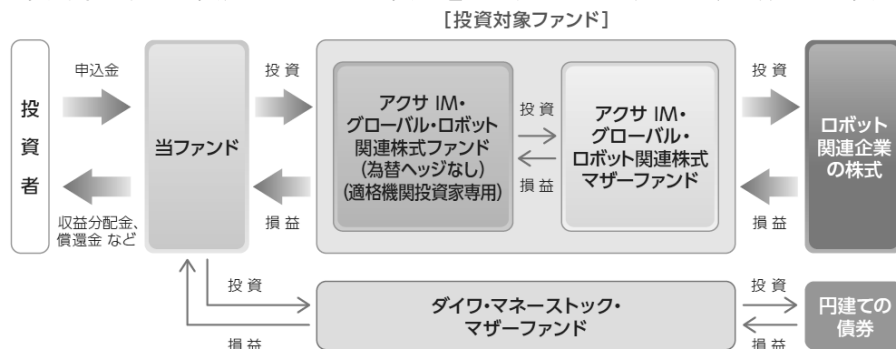 [投資対象ファンド]
投資者
申込金
収益分配金、
償還金 など
当ファンド
投資
損益
アクサ IM・
グローバル・ロボット
関連株式ファンド
(為替ヘッジなし)
(適格機関投資家専用)
投資
損益
アクサ IM・
グローバル・
ロボット関連株式
マザーファンド
投資
損益
ロボット
関連企業
の株式
投資
損益
ダイワ・マネーストック・
マザーファンド
投資
損益
円建ての
債券